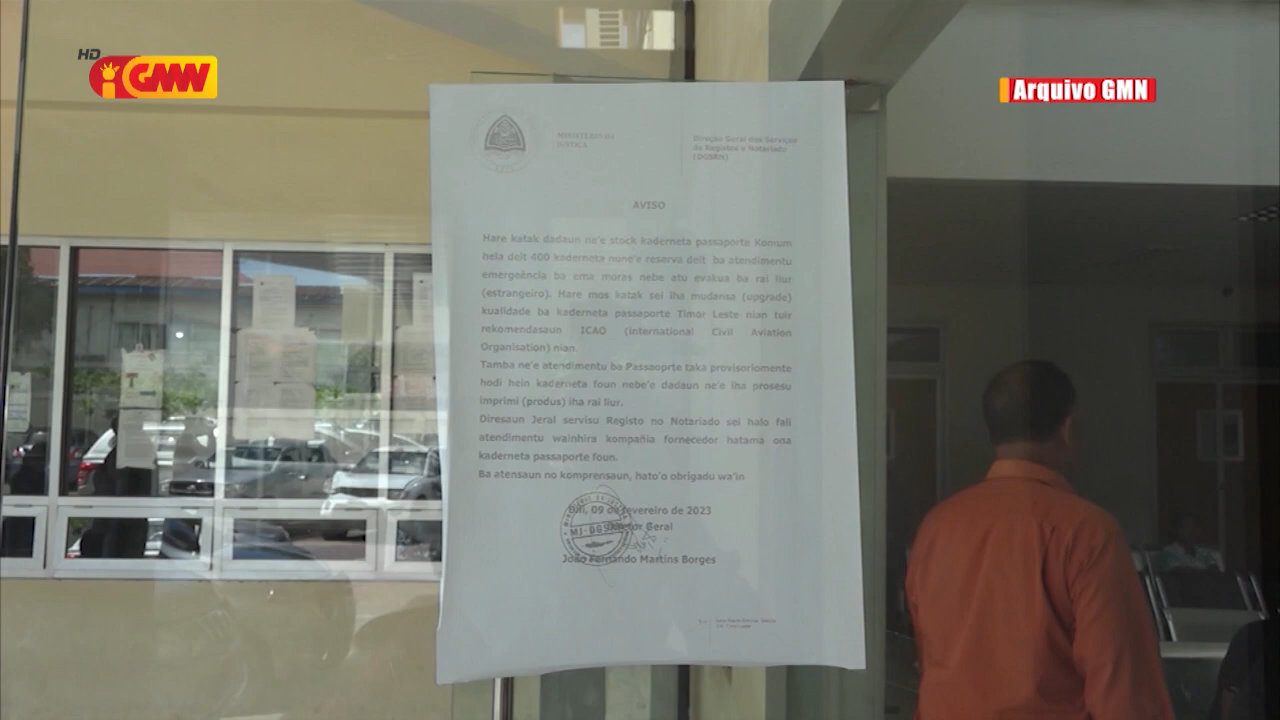 HD
GMN
Arquivo GMN
MINISTÉRIO DA
JUSTIÇA
Direção Geral dos Serviços
de Registos e Notariado
(DGSRN)
AVISO
Hare katak dadaun ne'e stock kaderneta passaporte Komum
hela deit 400 kaderneta nune'e reserva deit ba atendimentu
emergeência ba ema moras nebe atu evakua ba rai liur
(estrangeiro). Hare mos katak sei iha mudansa (upgrade)
kualidade ba kaderneta passaporte Timor Leste nian tuir
rekomendasaun ICAO (International Civil Aviation
Organisation) nian.
Tamba ne'e atendimentu ba Passaoprte taka provisoriomente
hodi hein kaderneta foun nebe'e dadaun ne'e iha prosesu
imprimi (produs) iha rai liur.
Diresaun Jeral servisu Registo no Notariado sei halo fali
atendimentu wainhira kompañia fornecedor hatama ona
kaderneta passaporte foun.
Ba atensaun no komprensaun, hato'o obrigadu wa'in
Dili, 09 de fevereiro de 2023
Diretor Geral
João Fernando Martins Borges